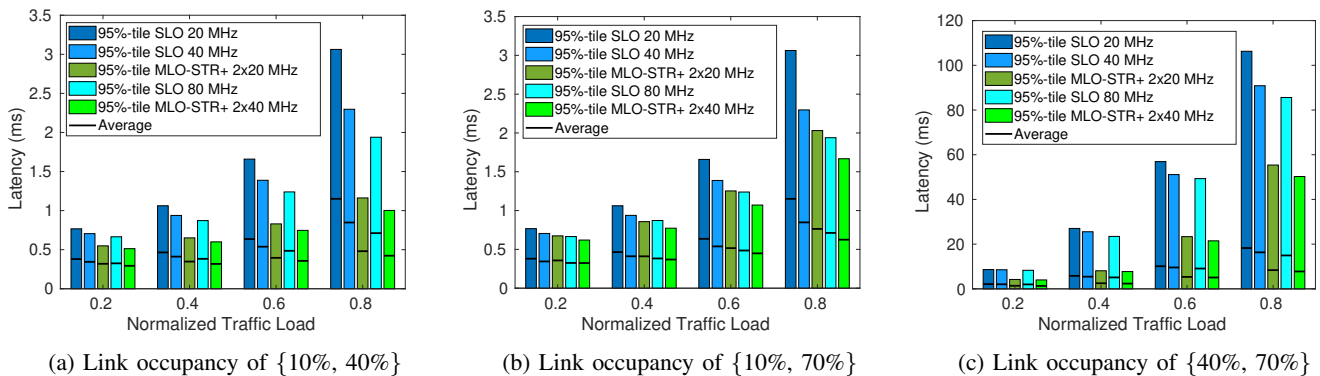 3.5
3
2.5
2
1.5
1
0.5
0
Latency (ms)
95%-tile SLO 20 MHz
95%-tile SLO 40 MHz
95%-tile MLO-STR+ 2x20 MHz
95%-tile SLO 80 MHz
95%-tile MLO-STR+ 2x40 MHz
Average
0.2 0.4 0.6 0.8
Normalized Traffic Load
(a) Link occupancy of {10%, 40%}
3.5
3
2.5
2
1.5
1
0.5
0
Latency (ms)
95%-tile SLO 20 MHz
95%-tile SLO 40 MHz
95%-tile MLO-STR+ 2x20 MHz
95%-tile SLO 80 MHz
95%-tile MLO-STR+ 2x40 MHz
Average
0.2 0.4 0.6 0.8
Normalized Traffic Load
(b) Link occupancy of {10%, 70%}
120
100
80
60
40
20
0
Latency (ms)
95%-tile SLO 20 MHz
95%-tile SLO 40 MHz
95%-tile MLO-STR+ 2x20 MHz
95%-tile SLO 80 MHz
95%-tile MLO-STR+ 2x40 MHz
Average
0.2 0.4 0.6 0.8
Normalized Traffic Load
(c) Link occupancy of {40%, 70%}